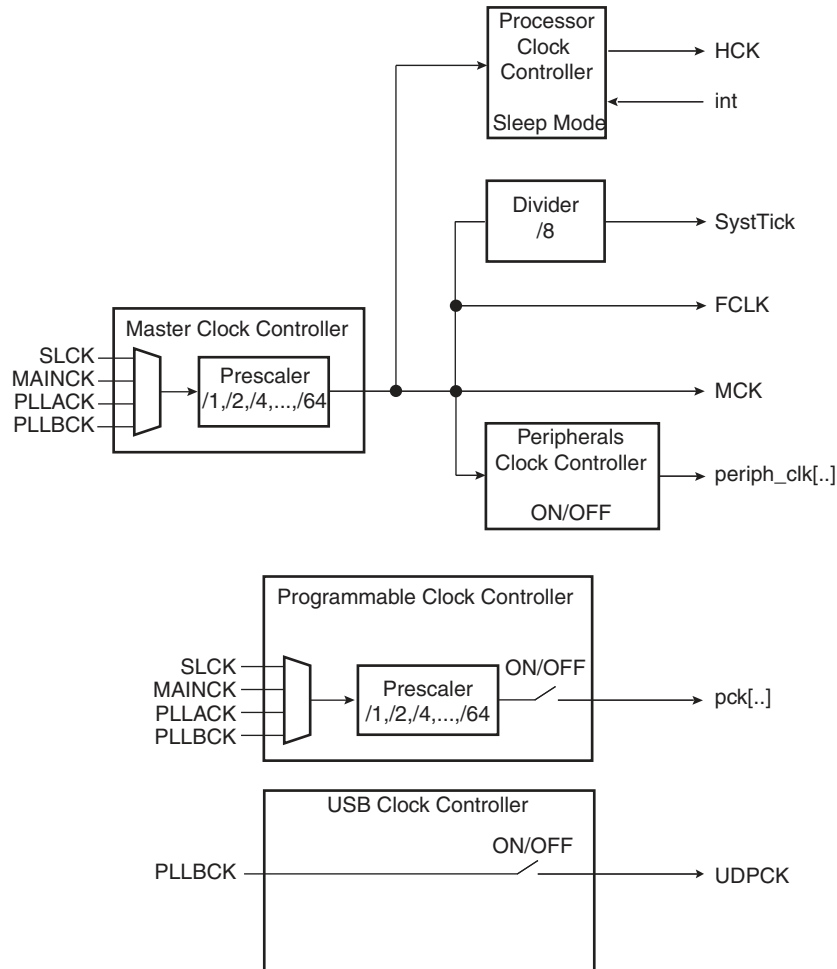 Processor
Clock
Controller
Sleep Mode
HCK
int
Divider
/8
SystTick
FCLK
Master Clock Controller
SLCK
MAINCK
PLLACK
PLLBCK
Prescaler
/1,/2,/4,...,/64
MCK
Peripherals
Clock Controller
ON/OFF
periph_clk[..]
Programmable Clock Controller
SLCK
MAINCK
PLLACK
PLLBCK
Prescaler
/1,/2,/4,...,/64
ON/OFF
pck[..]
USB Clock Controller
ON/OFF
PLLBCK
UDPCK